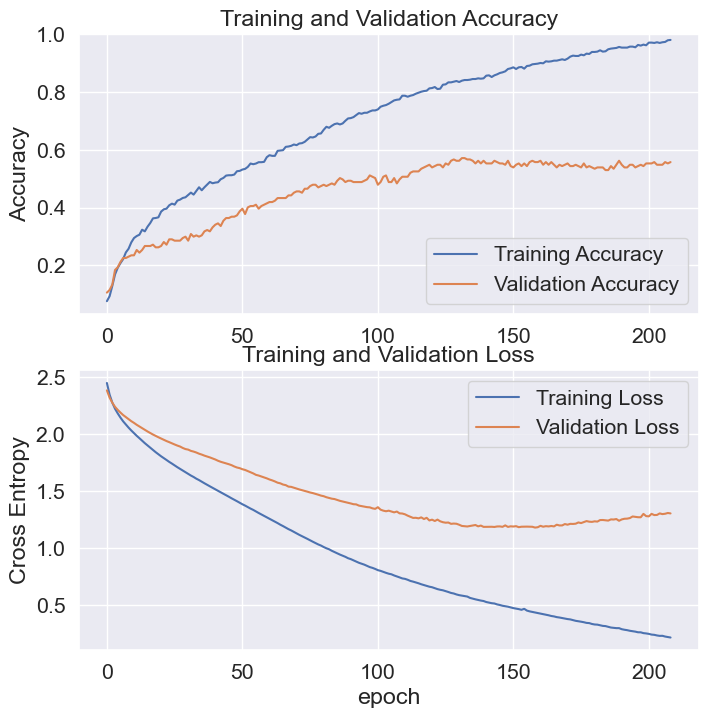 Training and Validation Accuracy
Accuracy
1.0
0.8
0.6
0.4
0.2
Training Accuracy
Validation Accuracy
0 50 100 150 200
Training and Validation Loss
Cross Entropy
2.5
2.0
1.5
1.0
0.5
Training Loss
Validation Loss
0 50 100 150 200
epoch